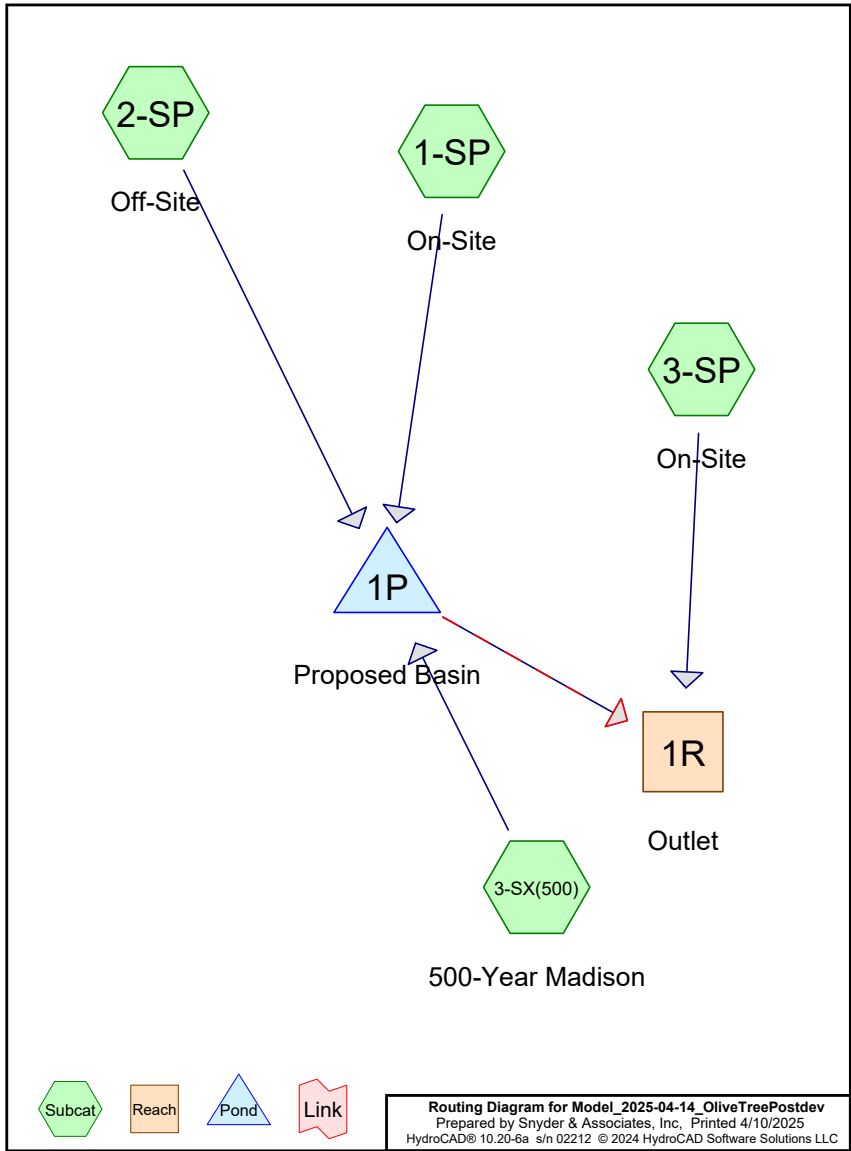 2-SP
Off-Site
1-SP
On-Site
3-SP
On-Site
1P
Proposed Basin
1R
Outlet
3-SX(500)
500-Year Madison
Subcat
Reach
Pond
Link
Routing Diagram for Model_2025-04-14_OliveTreePostdev
Prepared by Snyder & Associates, Inc, Printed 4/10/2025
HydroCAD® 10.20-6a s/n 02212 © 2024 HydroCAD Software Solutions LLC